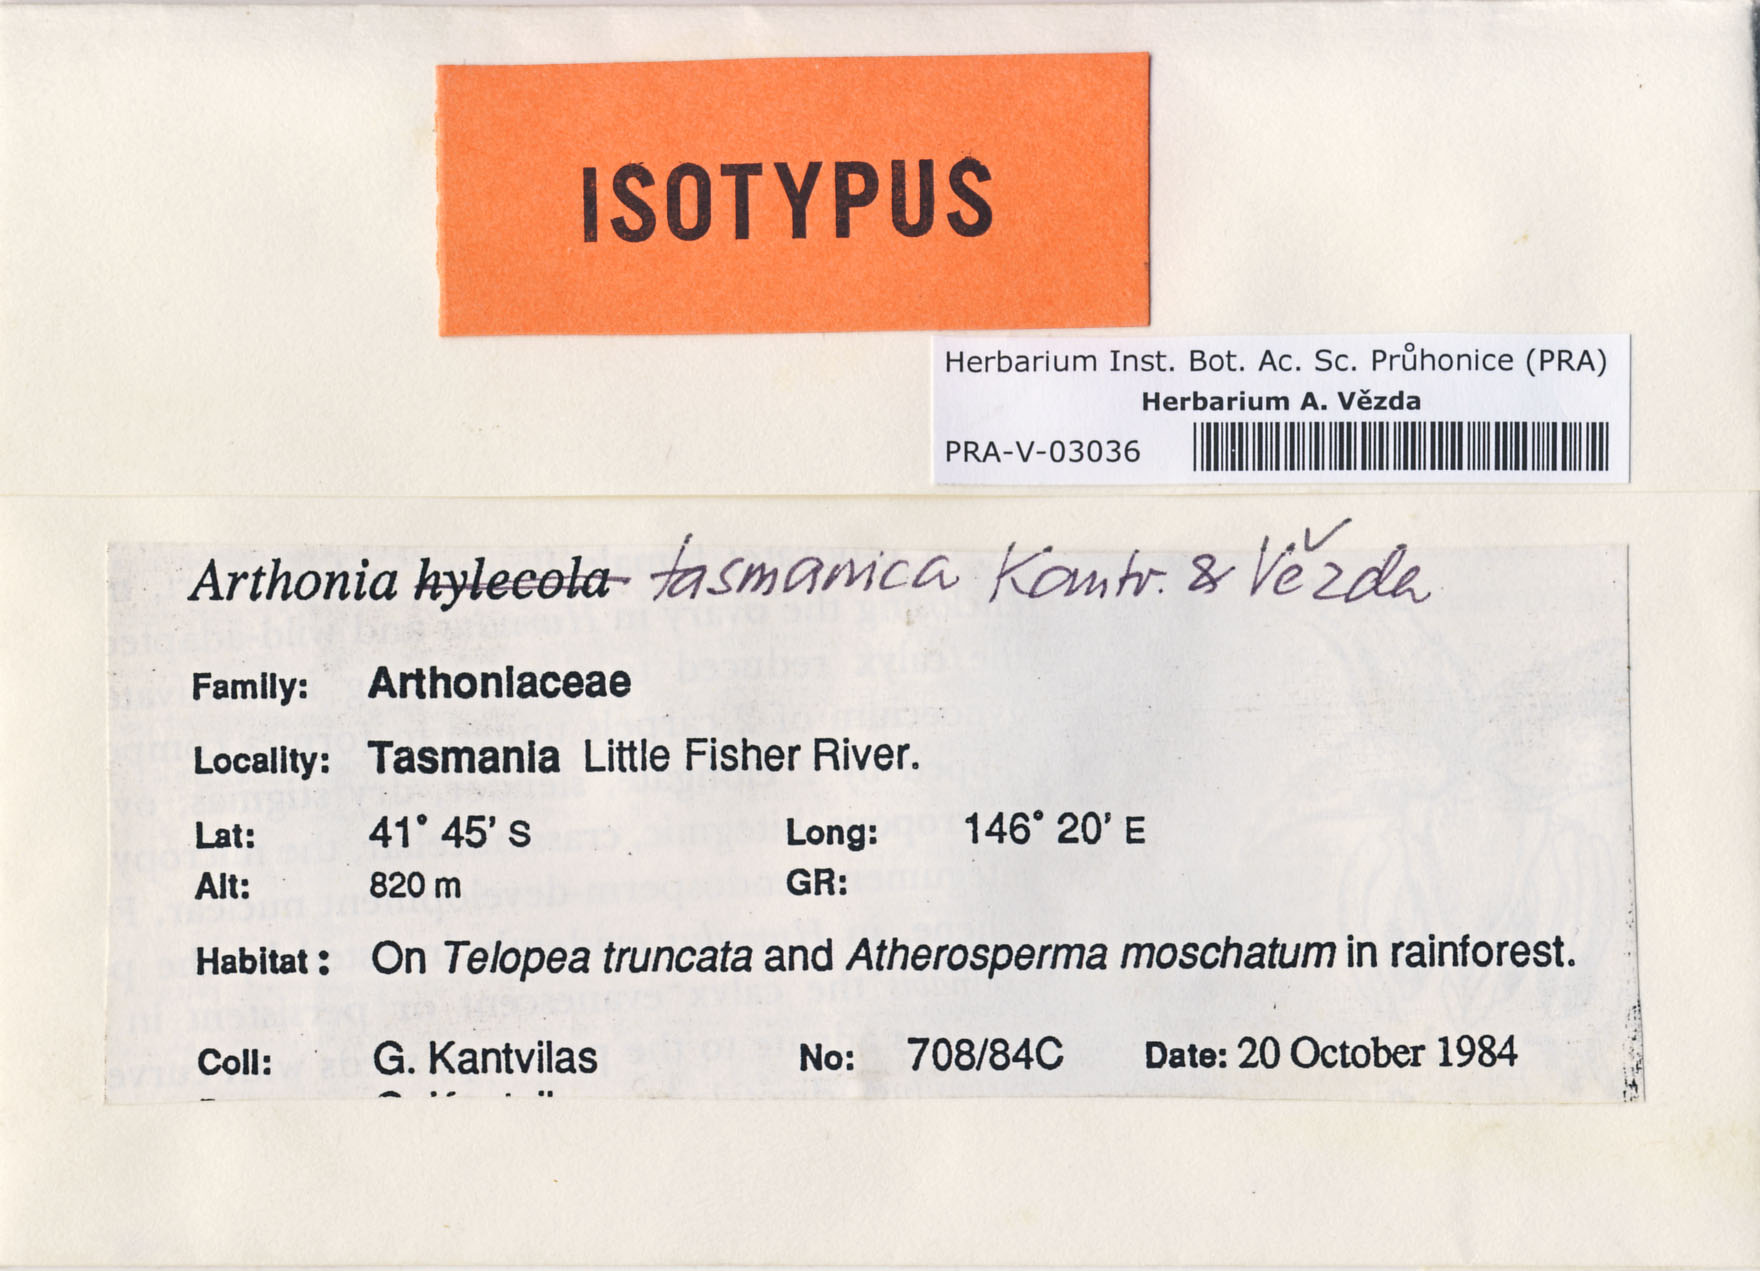 ISOTYPUS
Herbarium Inst. Bot. Ac. Sc. Průhonice (PRA)
Herbarium A. Vězda
PRA-V-03036
Arthonia hylecola tasmanica Kantv. & Vězda
Family: Arthoniaceae
Locality: Tasmania Little Fisher River.
Lat: 41° 45' S Long: 146° 20' E
Alt: 820 m GR:
Habitat: On Telopea truncata and Atherosperma moschatum in rainforest.
Coll: G. Kantvilas No: 708/84C Date: 20 October 1984